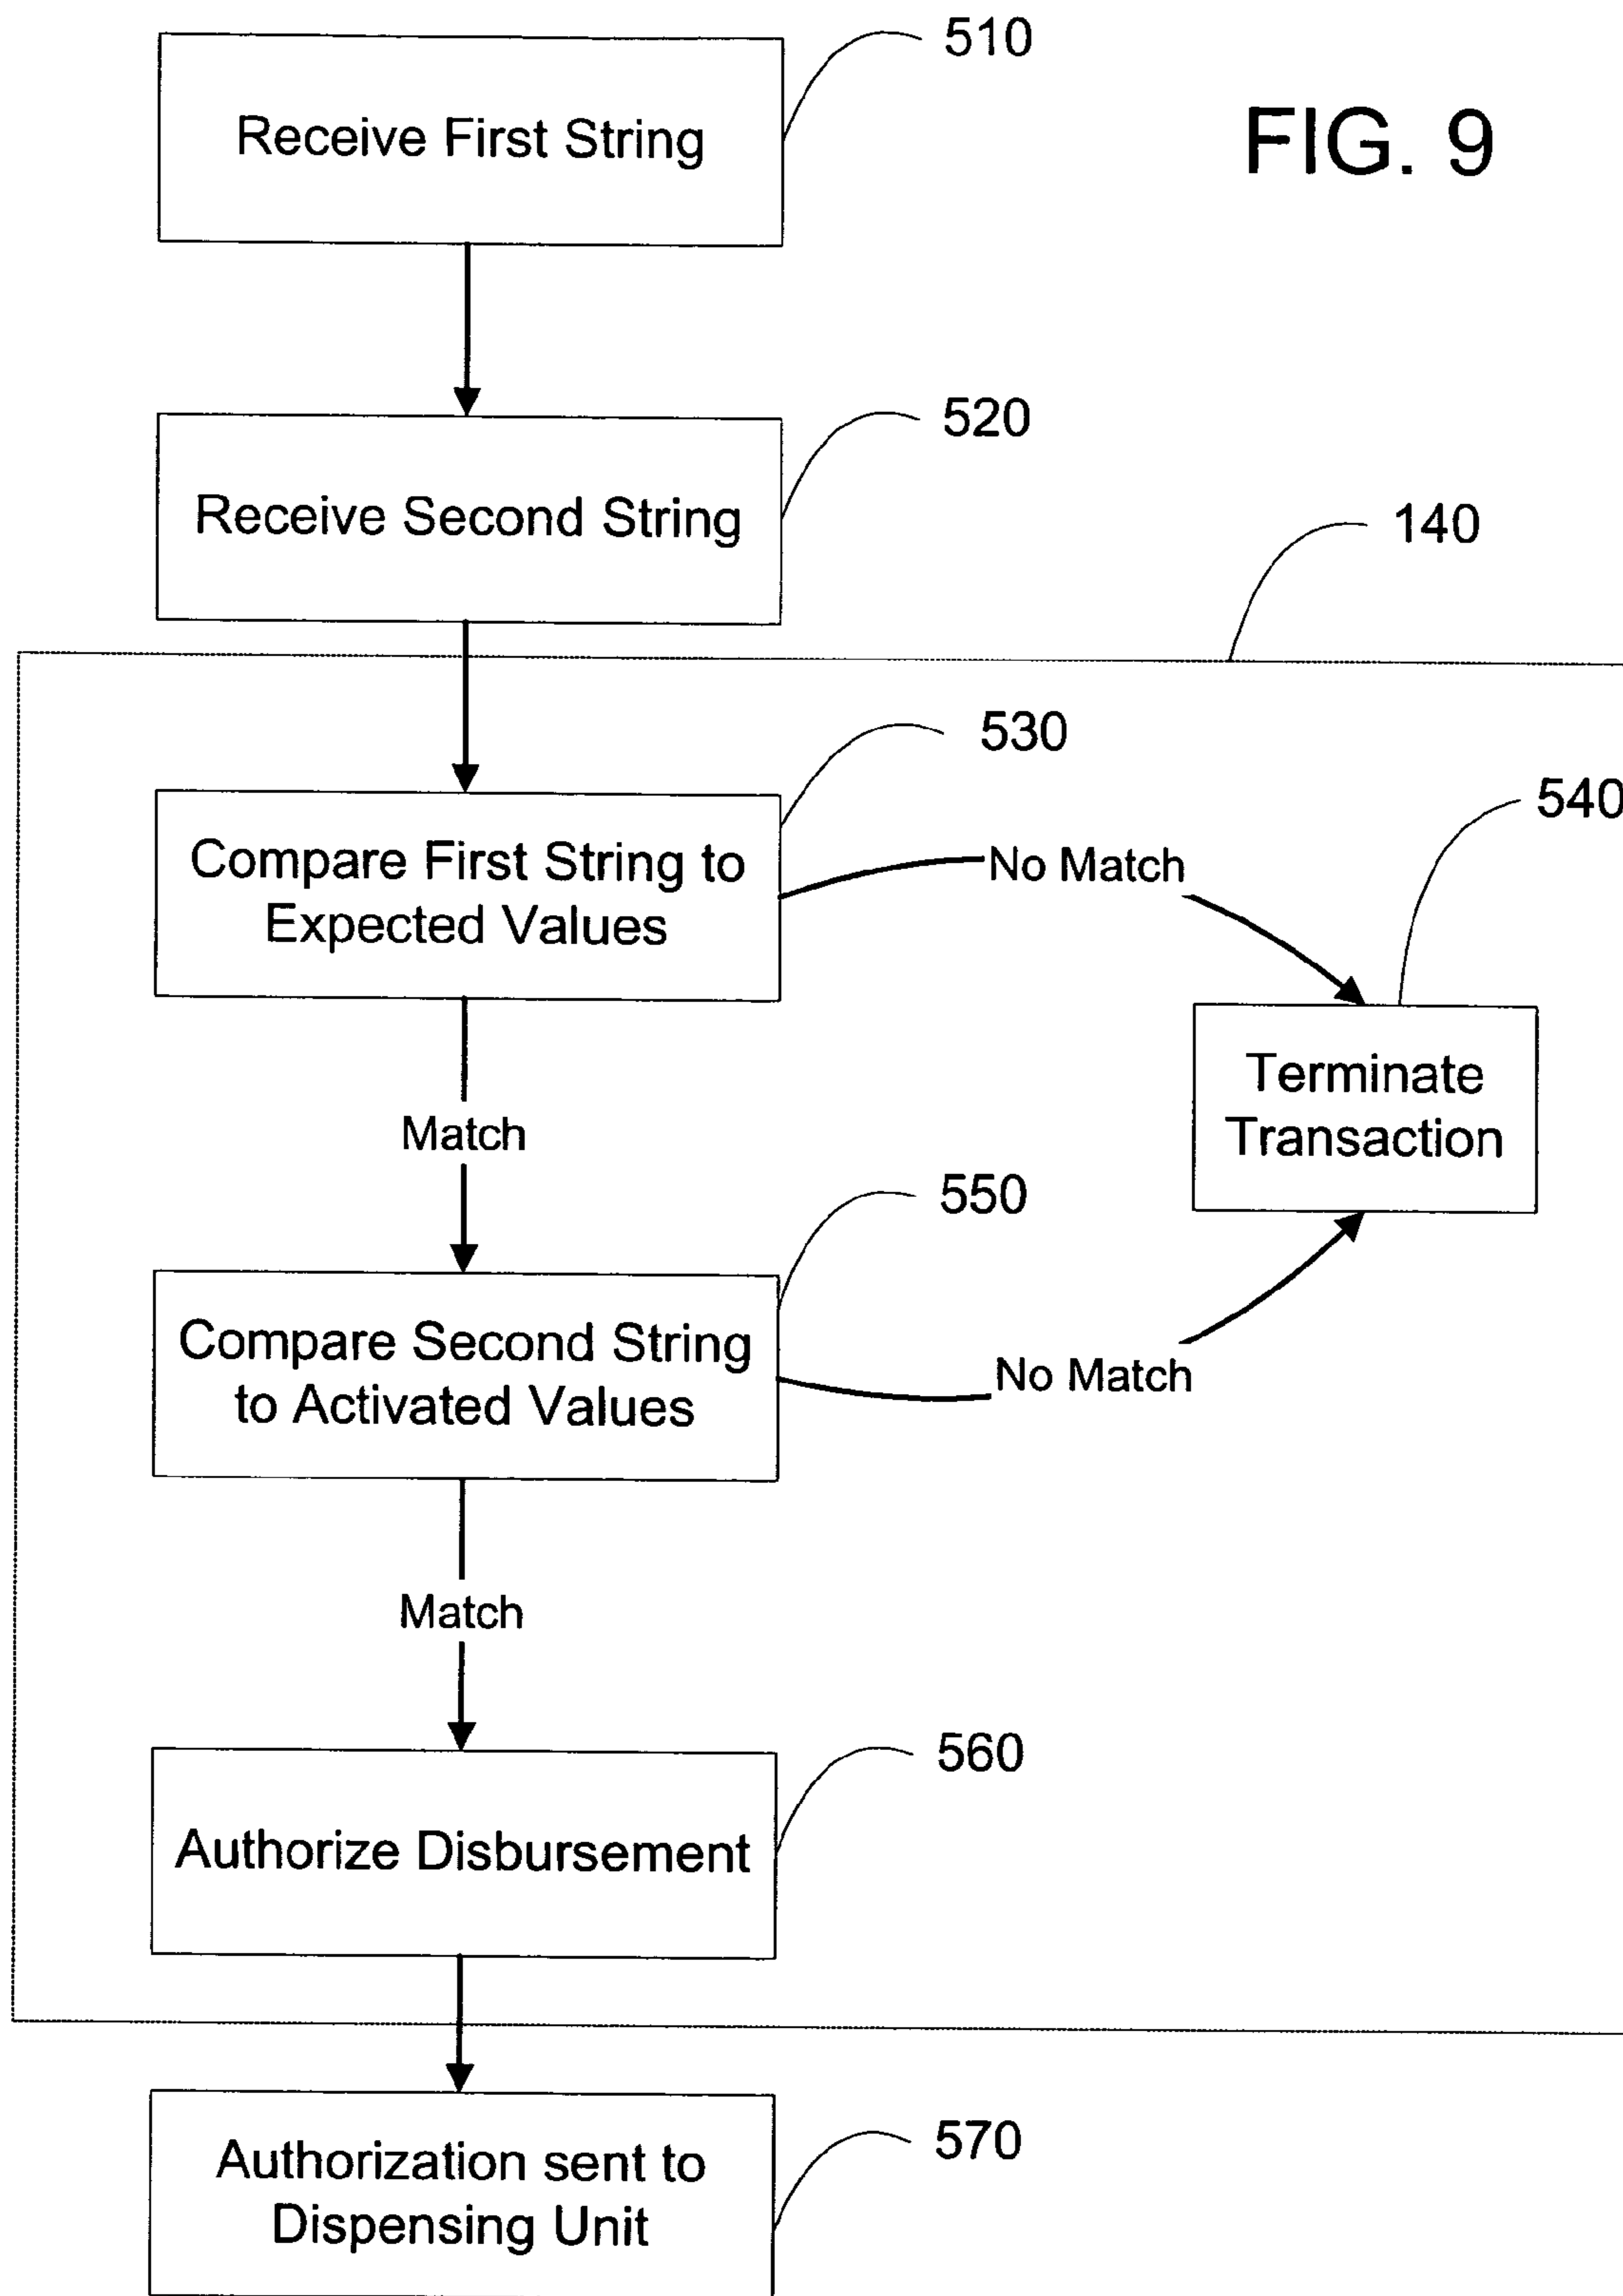 510
FIG. 9
Receive First String
520
Receive Second String
140
530
540
Compare First String to
Expected Values
No Match
Terminate
Transaction
Match
550
Compare Second String
to Activated Values
No Match
Match
560
Authorize Disbursement
570
Authorization sent to
Dispensing Unit